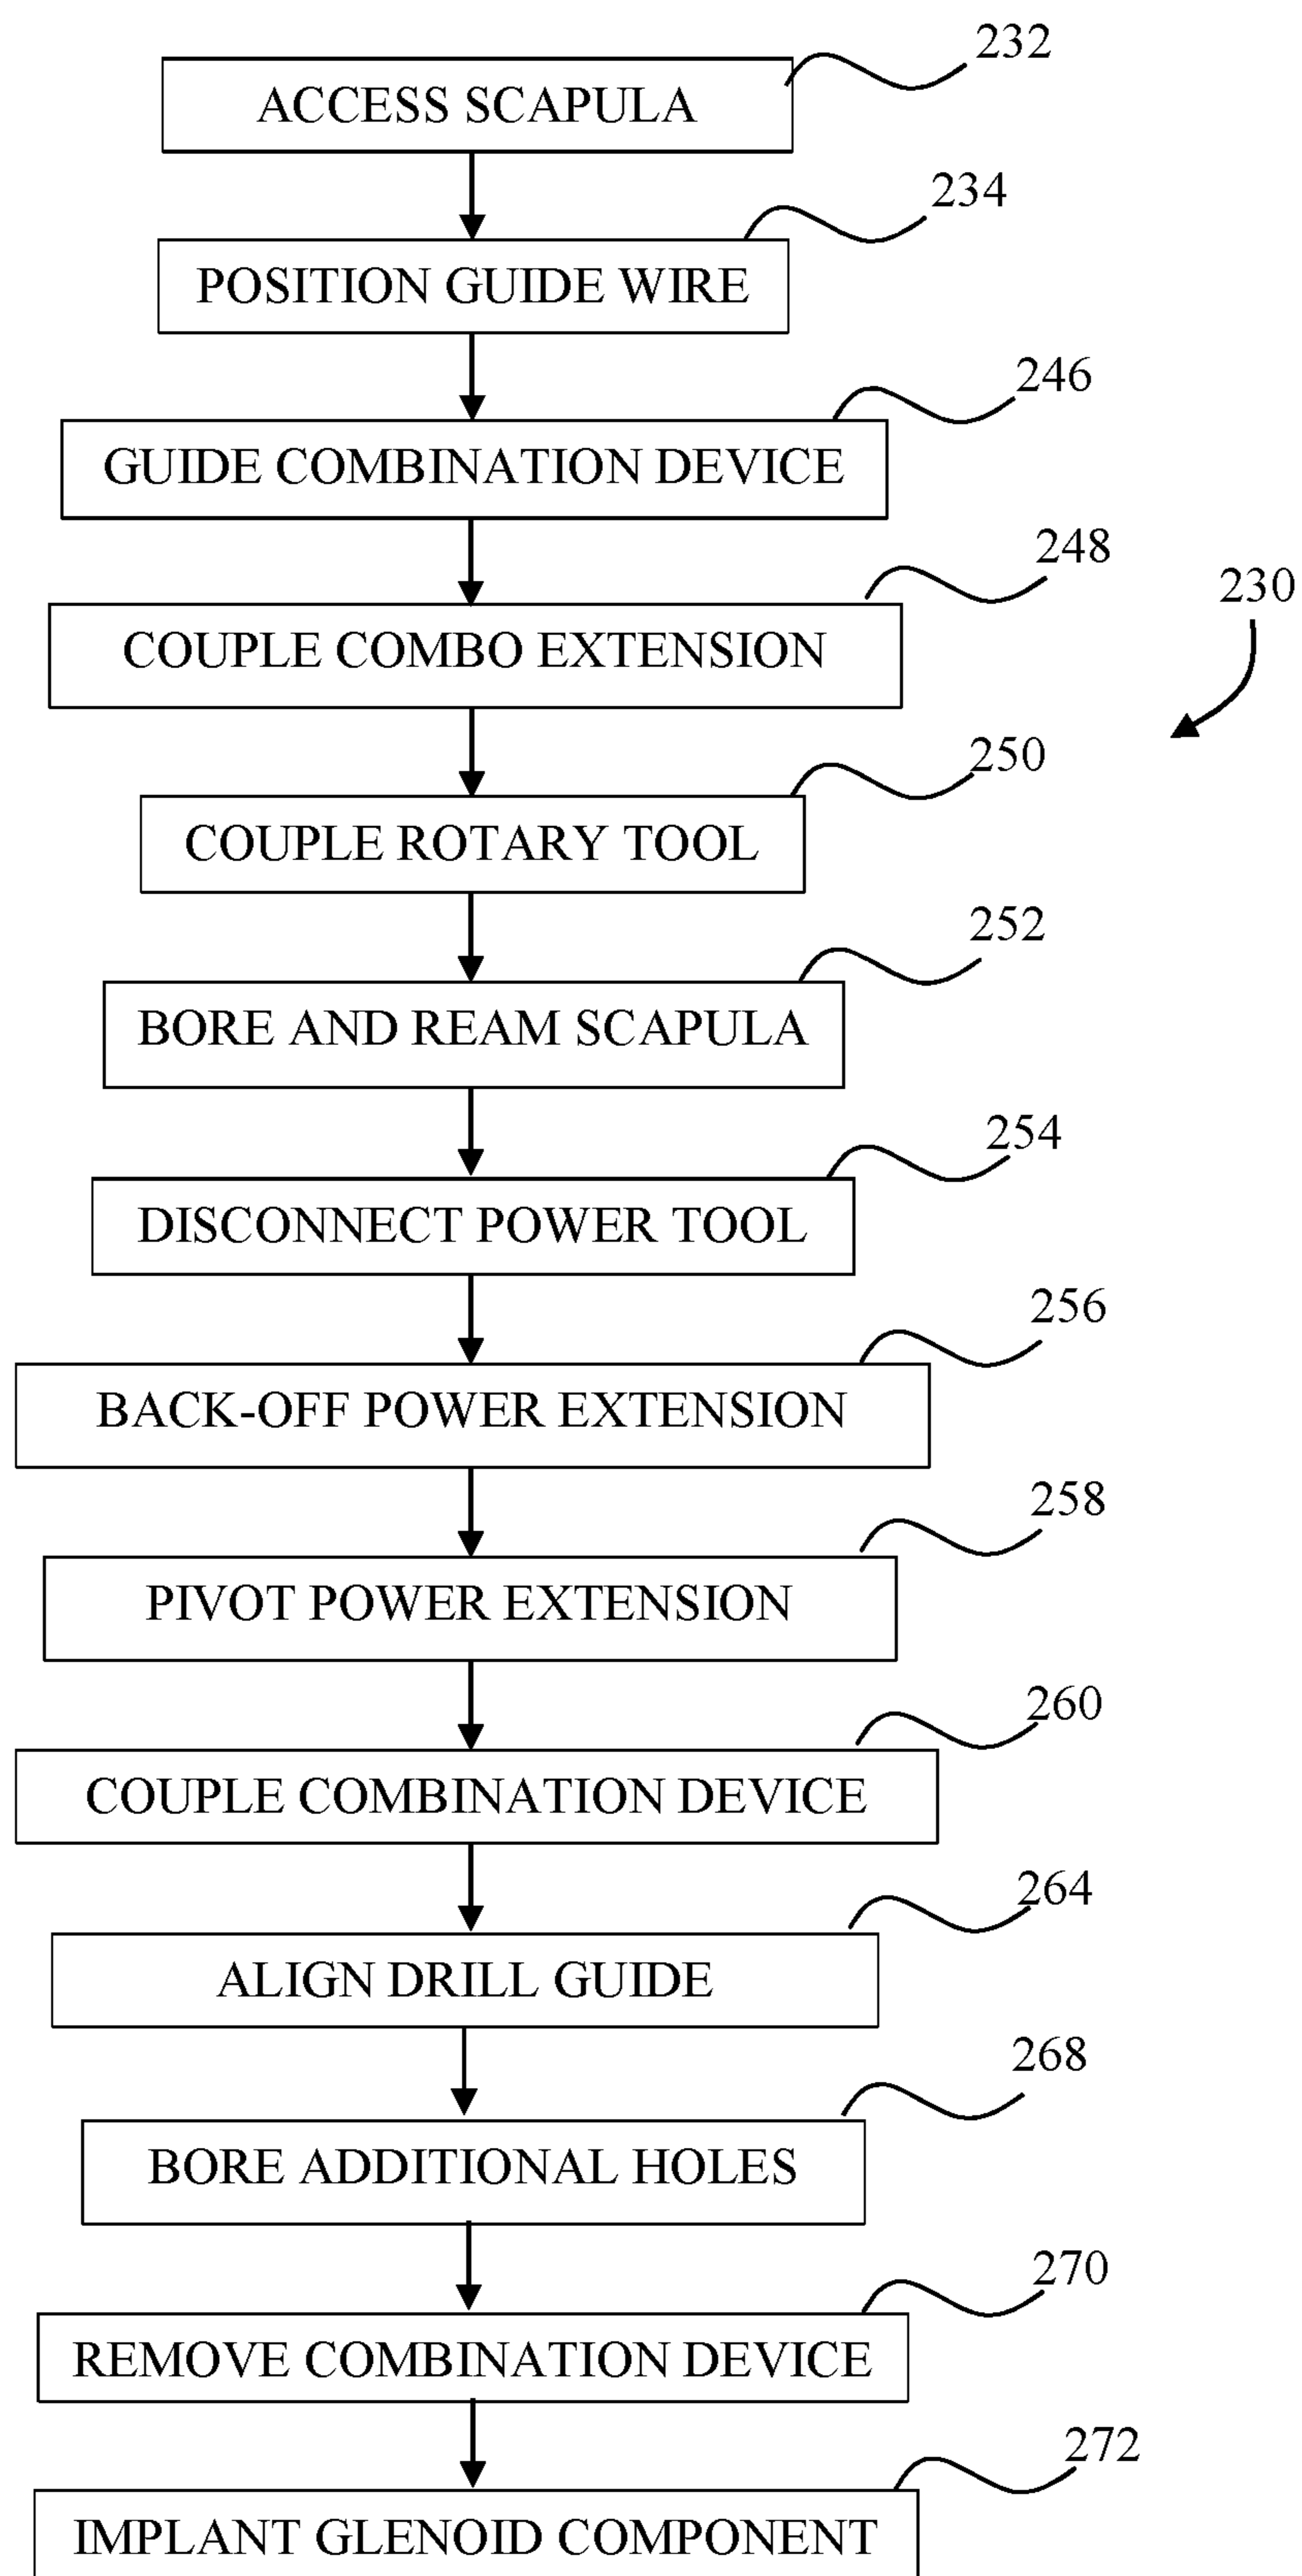 232
ACCESS SCAPULA
234
POSITION GUIDE WIRE
246
GUIDE COMBINATION DEVICE
248
COUPLE COMBO EXTENSION
230
250
COUPLE ROTARY TOOL
252
BORE AND REAM SCAPULA
254
DISCONNECT POWER TOOL
256
BACK-OFF POWER EXTENSION
258
PIVOT POWER EXTENSION
260
COUPLE COMBINATION DEVICE
264
ALIGN DRILL GUIDE
268
BORE ADDITIONAL HOLES
270
REMOVE COMBINATION DEVICE
272
IMPLANT GLENOID COMPONENT